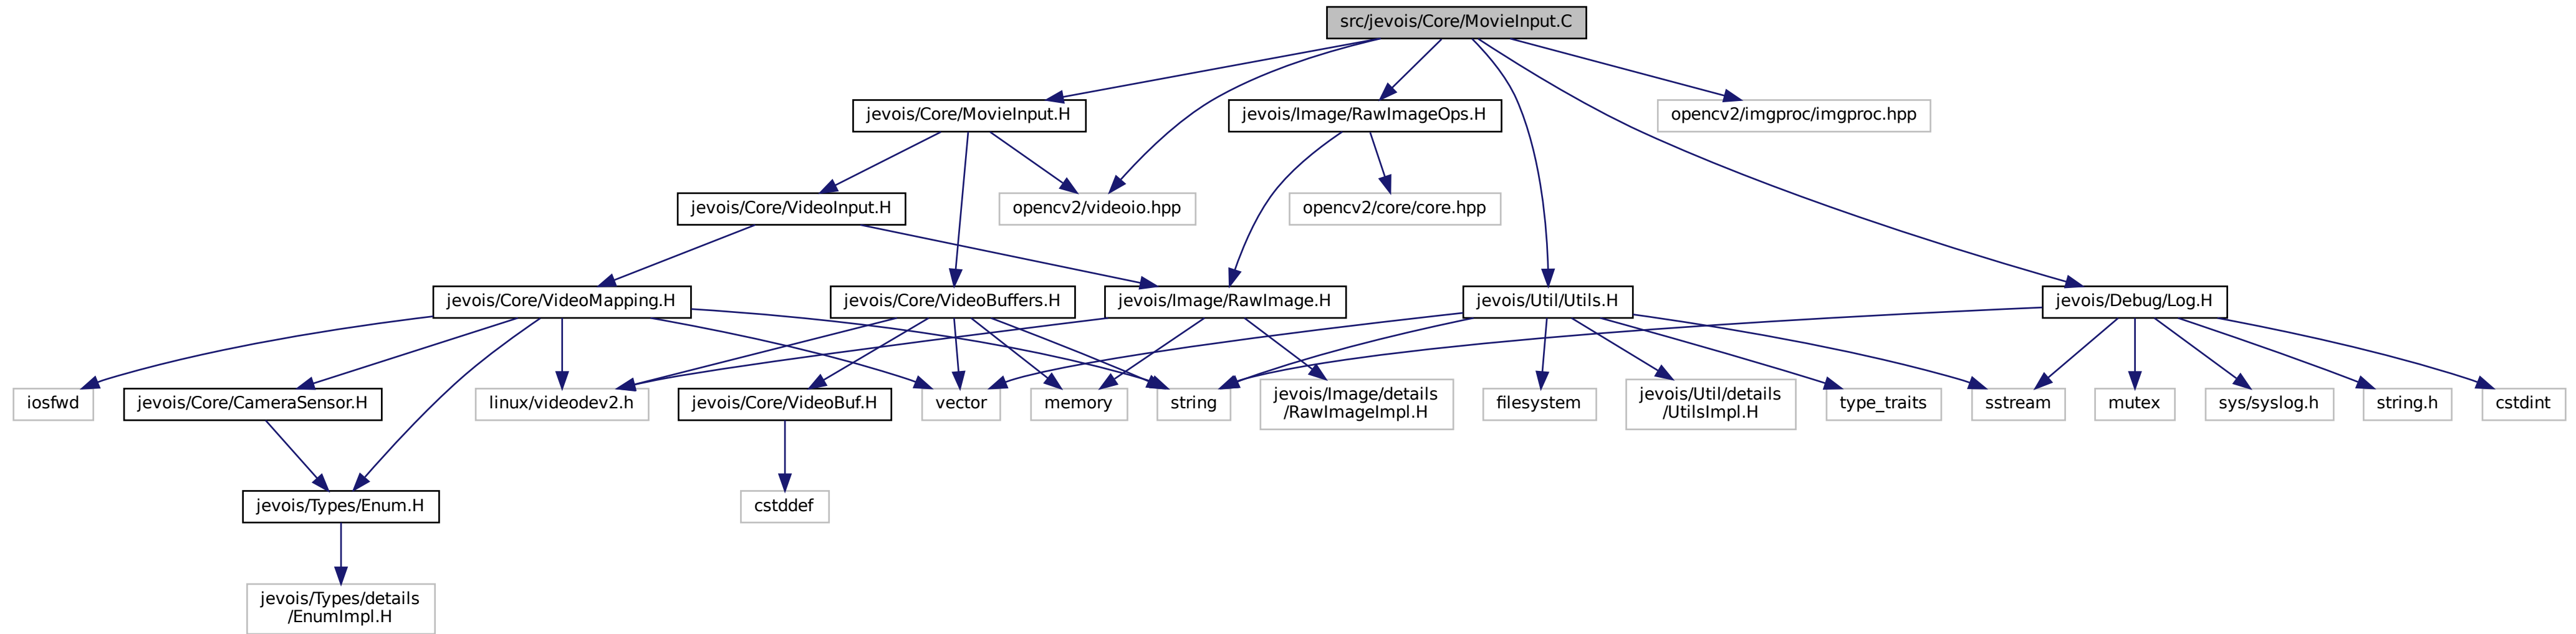 src/jevois/Core/MovieInput.C
jevois/Core/MovieInput.H
jevois/Image/RawImageOps.H
opencv2/imgproc/imgproc.hpp
jevois/Core/VideoInput.H
opencv2/videoio.hpp
opencv2/core/core.hpp
jevois/Core/VideoMapping.H
jevois/Core/VideoBuffers.H
jevois/Image/RawImage.H
jevois/Util/Utils.H
jevois/Debug/Log.H
iosfwd
jevois/Core/CameraSensor.H
linux/videodev2.h
jevois/Core/VideoBuf.H
vector
memory
string
jevois/Image/details
/RawImageImpl.H
filesystem
jevois/Util/details
/UtilsImpl.H
type_traits
sstream
mutex
sys/syslog.h
string.h
cstdint
jevois/Types/Enum.H
cstddef
jevois/Types/details
/EnumImpl.H